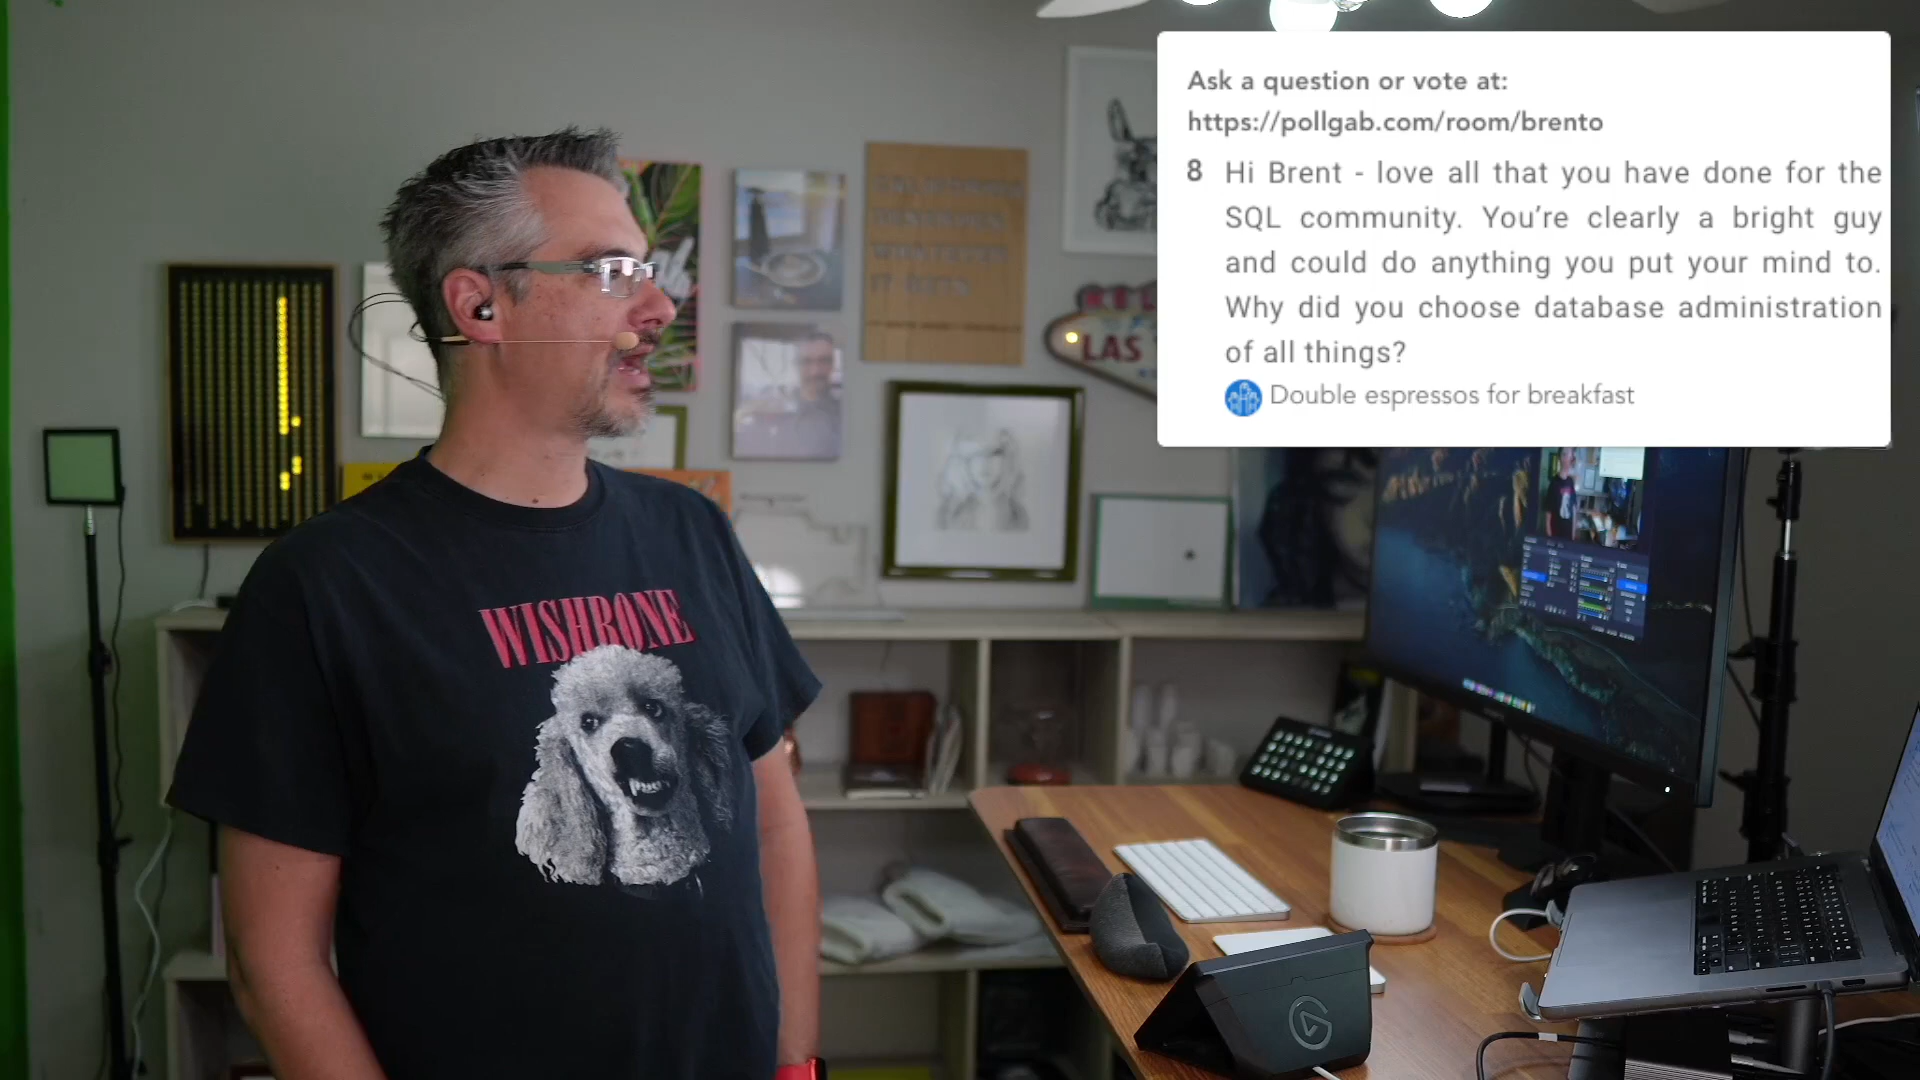 Ask a question or vote at:
https://pollgab.com/room/brento
8 Hi Brent - love all that you have done for the
SQL community. You're clearly a bright guy
and could do anything you put your mind to.
Why did you choose database administration
of all things?
Double espressos for breakfast
LAS
WISHBONE